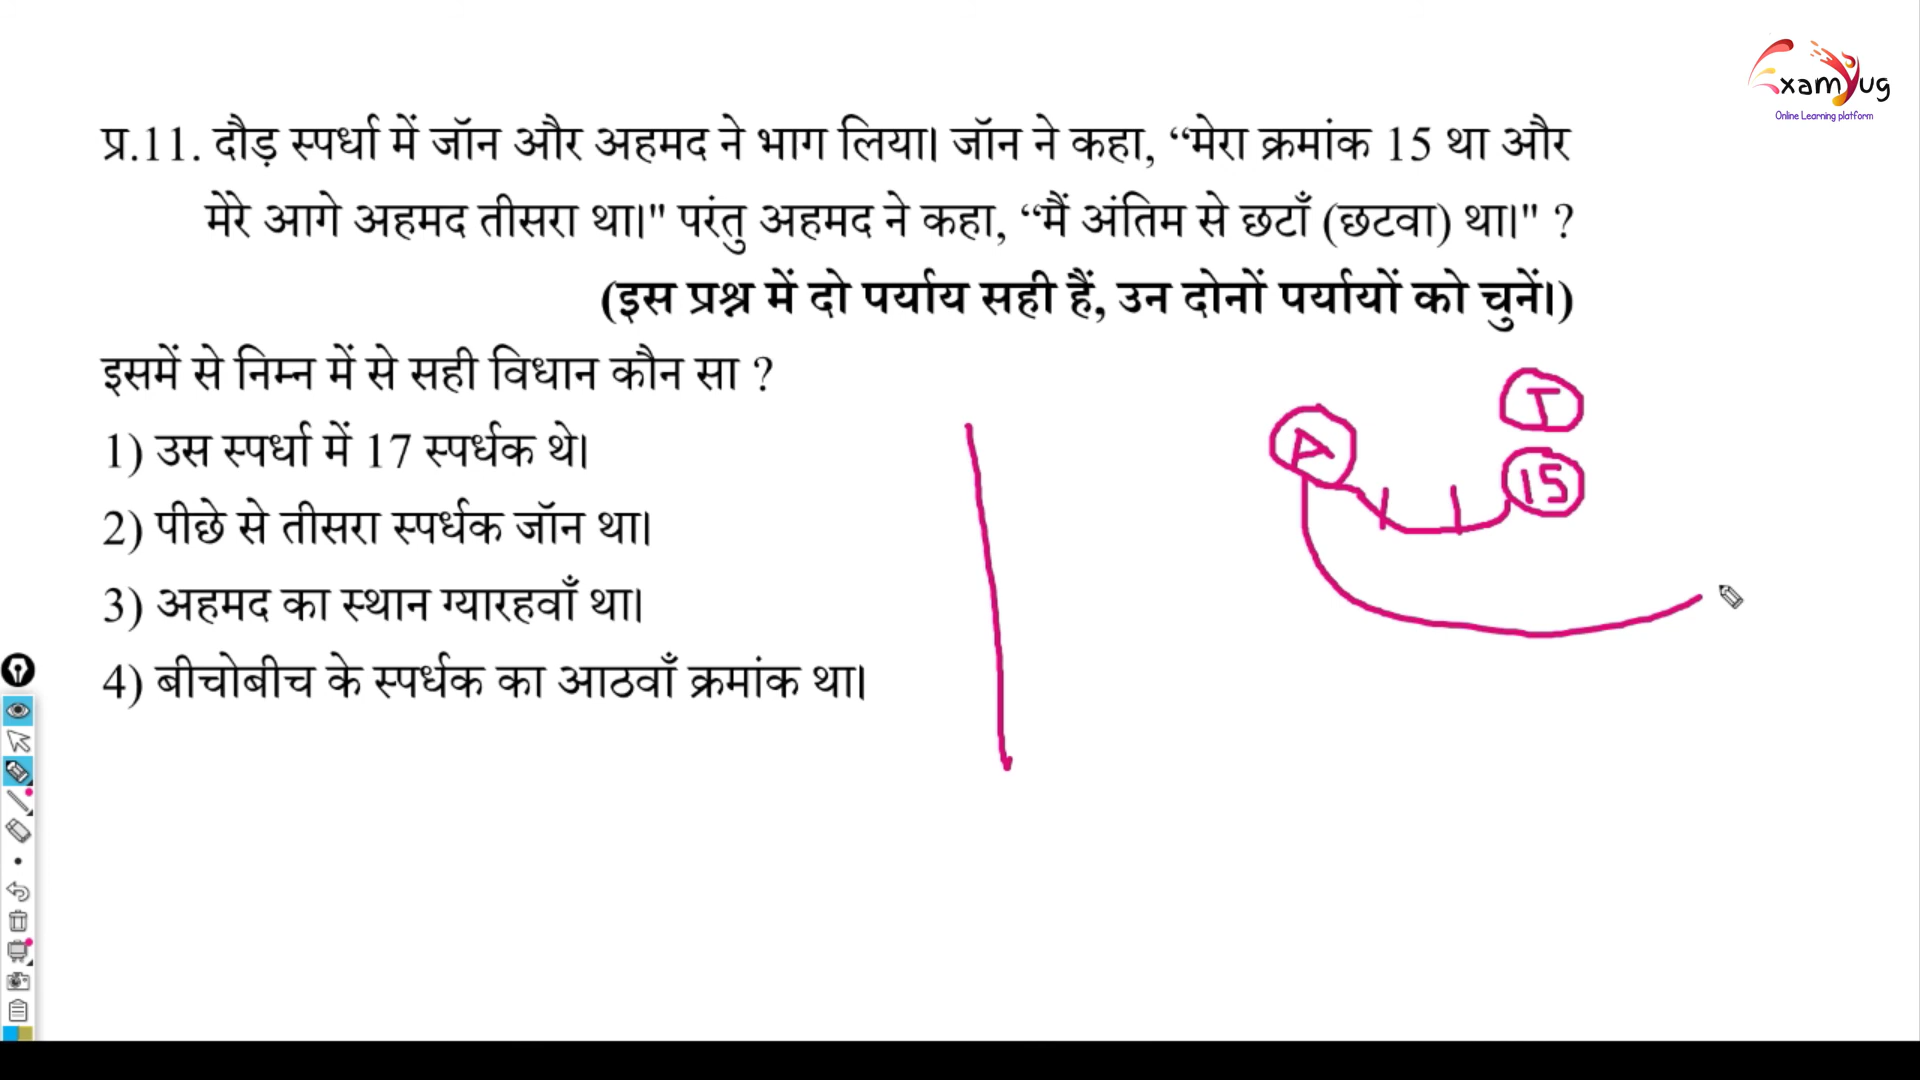 xamYug
Online Learning platform
प्र.11. दौड़ स्पर्धा में जॉन और अहमद ने भाग लिया। जॉन ने कहा, “मेरा क्रमांक 15 था और
मेरे आगे अहमद तीसरा था।" परंतु अहमद ने कहा, “मैं अंतिम से छटाँ (छटवा) था।" ?
(इस प्रश्न में दो पर्याय सही हैं, उन दोनों पर्यायों को चुनें।)
इसमें से निम्न में से सही विधान कौन सा ?
1) उस स्पर्धा में 17 स्पर्धक थे।
2) पीछे से तीसरा स्पर्धक जॉन था।
3) अहमद का स्थान ग्यारहवाँ था।
4) बीचोबीच के स्पर्धक का आठवाँ क्रमांक था।
J
A
15